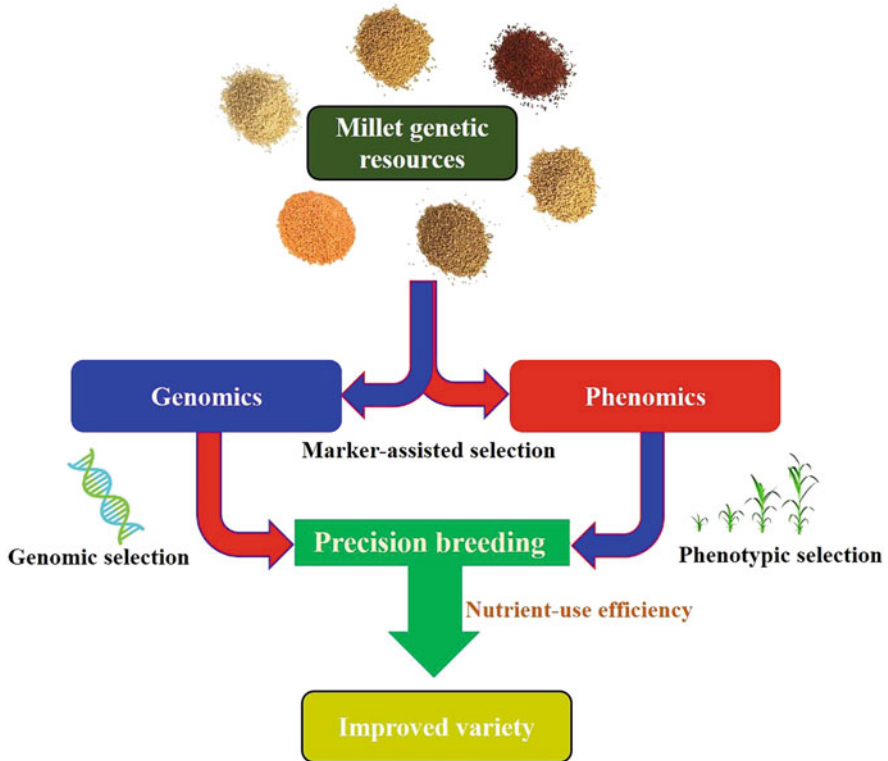 Millet genetic
resources
Genomics
Phenomics
Marker-assisted selection
Genomic selection
Precision breeding
Phenotypic selection
Nutrient-use efficiency
Improved variety